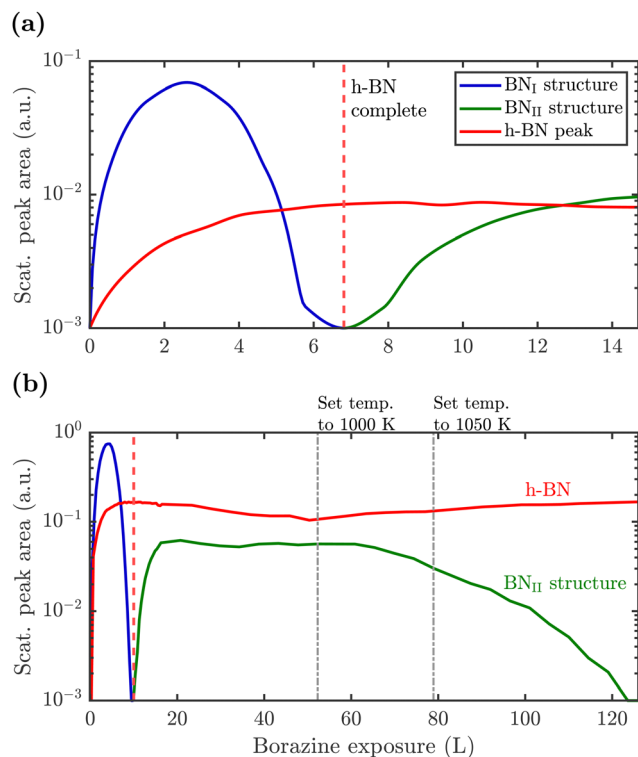 (a)
10⁻¹
10⁻²
10⁻³
Scat. peak area (a.u.)
h-BN
complete
BN_I structure
BN_II structure
h-BN peak
0 2 4 6 8 10 12 14
(b)
Set temp.
to 1000 K
Set temp.
to 1050 K
10⁰
10⁻¹
10⁻²
10⁻³
Scat. peak area (a.u.)
h-BN
BN_II structure
0 20 40 60 80 100 120
Borazine exposure (L)